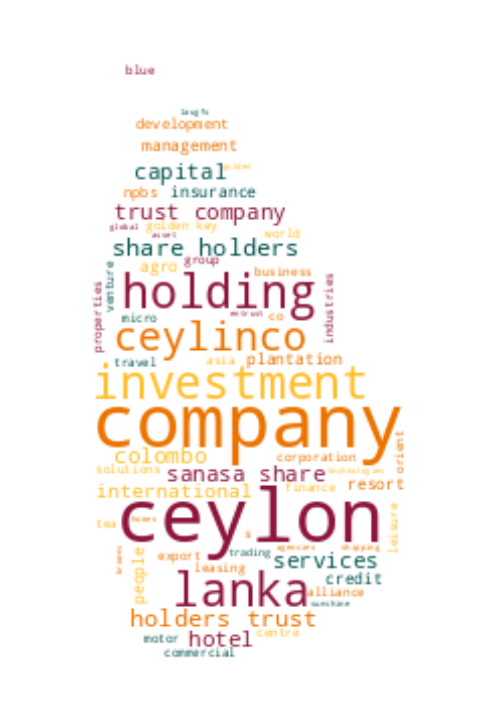 blue
laugfs
development
management
capital golden
npbs insurance
trust company
global golden key
asset world
share holders
agro group
business
venture
properties
holding
industries
micro entrust co
ceylinco
travel asia plantation
investment
company
colombo corporation
orient
solutions sanasa share technologies
international finance resort
ceylon
tea homes s
leisure
brands
people
export trading agencies shipping
leasing services
credit
lanka alliance
sunshine
holders trust
motor hotel centre
commercial